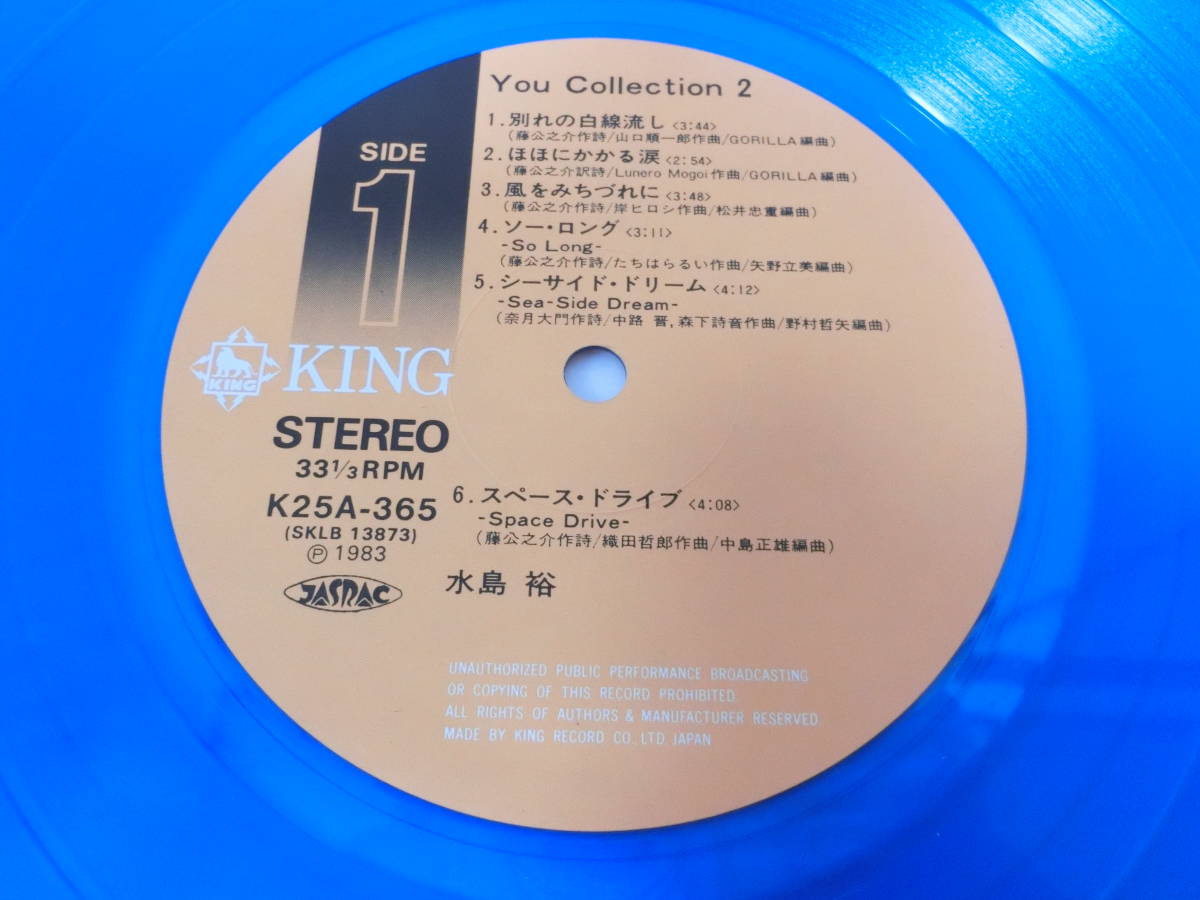 You Collection 2
SIDE
1
1.別れの白線流し <3:44>
(藤公之介作詩/山口順一郎作曲/GORILLA編曲)
2.ほほにかかる涙 <2:54>
(藤公之介訳詩/Lunero Mogoi作曲/GORILLA編曲)
3.風をみちづれに <3:48>
(藤公之介作詩/岸ヒロシ作曲/松井忠重編曲)
4.ソー・ロング <3:11>
-So Long-
(藤公之介作詩/たちはらるい作曲/矢野立美編曲)
5.シーサイド・ドリーム <4:12>
-Sea-Side Dream-
(奈月大門作詩/中路 晋,森下詩音作曲/野村哲矢編曲)
KING
KING
STEREO
33 1/3 RPM
K25A-365
(SKLB 13873)
Ⓟ 1983
JASRAC
6.スペース・ドライブ <4:08>
-Space Drive-
(藤公之介作詩/織田哲郎作曲/中島正雄編曲)
水島 裕
UNAUTHORIZED PUBLIC PERFORMANCE BROADCASTING
OR COPYING OF THIS RECORD PROHIBITED.
ALL RIGHTS OF AUTHORS & MANUFACTURER RESERVED.
MADE BY KING RECORD CO., LTD. JAPAN